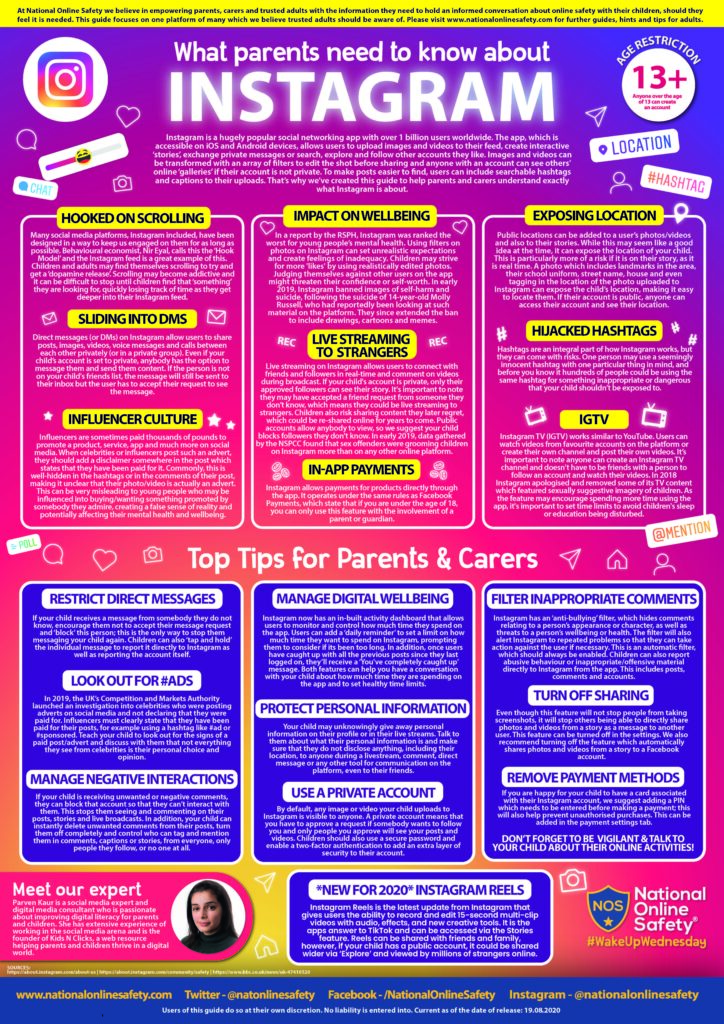 At National Online Safety we believe in empowering parents, carers and trusted adults with the information they need to hold an informed conversation about online safety with their children, should they
feel it is needed. This guide focuses on one platform of many which we believe trusted adults should be aware of. Please visit www.nationalonlinesafety.com for further guides, hints and tips for adults.
What parents need to know about
INSTAGRAM
AGE RESTRICTION
13+
Anyone over the age
of 13 can create
an account
Instagram is a hugely popular social networking app with over 1 billion users worldwide. The app, which is
accessible on iOS and Android devices, allows users to upload images and videos to their feed, create interactive
'stories', exchange private messages or search, explore and follow other accounts they like. Images and videos can
be transformed with an array of filters to edit the shot before sharing and anyone with an account can see others'
online 'galleries' if their account is not private. To make posts easier to find, users can include searchable hashtags
and captions to their uploads. That's why we've created this guide to help parents and carers understand exactly
what Instagram is about.
CHAT
LOCATION
#HASHTAG
HOOKED ON SCROLLING
Many social media platforms, Instagram included, have been
designed in a way to keep us engaged on them for as long as
possible. Behavioural economist, Nir Eyal, calls this the 'Hook
Model' and the Instagram feed is a great example of this.
Children and adults may find themselves scrolling to try and
get a 'dopamine release'. Scrolling may become addictive and
it can be difficult to stop until children find that 'something'
they are looking for, quickly losing track of time as they get
deeper into their Instagram feed.
SLIDING INTO DMS
Direct messages (or DMs) on Instagram allow users to share
posts, images, videos, voice messages and calls between
each other privately (or in a private group). Even if your
child's account is set to private, anybody has the option to
message them and send them content. If the person is not
on your child's friends list, the message will still be sent to
their inbox but the user has to accept their request to see
the message.
INFLUENCER CULTURE
Influencers are sometimes paid thousands of pounds to
promote a product, service, app and much more on social
media. When celebrities or influencers post such an advert,
they should add a disclaimer somewhere in the post which
states that they have been paid for it. Commonly, this is
well-hidden in the hashtags or in the comments of their post,
making it unclear that their photo/video is actually an advert.
This can be very misleading to young people who may be
influenced into buying/wanting something promoted by
somebody they admire, creating a false sense of reality and
potentially affecting their mental health and wellbeing.
IMPACT ON WELLBEING
In a report by the RSPH, Instagram was ranked the
worst for young people's mental health. Using filters on
photos on Instagram can set unrealistic expectations
and create feelings of inadequacy. Children may strive
for more 'likes' by using realistically edited photos.
Judging themselves against other users on the app
might threaten their confidence or self-worth. In early
2019, Instagram banned images of self-harm and
suicide, following the suicide of 14-year-old Molly
Russell, who had reportedly been looking at such
material on the platform. They since extended the ban
to include drawings, cartoons and memes.
REC
LIVE STREAMING
TO STRANGERS
REC
Live streaming on Instagram allows users to connect with
friends and followers in real-time and comment on videos
during broadcast. If your child's account is private, only their
approved followers can see their story. It's important to note
they may have accepted a friend request from someone they
don't know, which means they could be live streaming to
strangers. Children also risk sharing content they later regret,
which could be re-shared online for years to come. Public
accounts allow anybody to view, so we suggest your child
blocks followers they don't know. In early 2019, data gathered
by the NSPCC found that sex offenders were grooming children
on Instagram more than on any other online platform.
IN-APP PAYMENTS
Instagram allows payments for products directly through
the app. It operates under the same rules as Facebook
Payments, which state that if you are under the age of 18,
you can only use this feature with the involvement of a
parent or guardian.
EXPOSING LOCATION
Public locations can be added to a user's photos/videos
and also to their stories. While this may seem like a good
idea at the time, it can expose the location of your child.
This is particularly more of a risk if it is on their story, as it
is real time. A photo which includes landmarks in the area,
their school uniform, street name, house and even
tagging in the location of the photo uploaded to
Instagram can expose the child's location, making it easy
to locate them. If their account is public, anyone can
access their account and see their location.
HIJACKED HASHTAGS
Hashtags are an integral part of how Instagram works, but
they can come with risks. One person may use a seemingly
innocent hashtag with one particular thing in mind, and
before you know it hundreds of people could be using the
same hashtag for something inappropriate or dangerous
that your child shouldn't be exposed to.
IGTV
Instagram TV (IGTV) works similar to YouTube. Users can
watch videos from favourite accounts on the platform or
create their own channel and post their own videos. It's
important to note anyone can create an Instagram TV
channel and doesn't have to be friends with a person to
follow an account and watch their videos. In 2018
Instagram apologised and removed some of its TV content
which featured sexually suggestive imagery of children. As
the feature may encourage spending more time using the
app, it's important to set time limits to avoid children's sleep
or education being disturbed.
@MENTION
POLL
Top Tips for Parents & Carers
RESTRICT DIRECT MESSAGES
If your child receives a message from somebody they do not
know, encourage them not to accept their message request
and 'block' this person; this is the only way to stop them
messaging your child again. Children can also 'tap and hold'
the individual message to report it directly to Instagram as
well as reporting the account itself.
LOOK OUT FOR #ADS
In 2019, the UK's Competition and Markets Authority
launched an investigation into celebrities who were posting
adverts on social media and not declaring that they were
paid for. Influencers must clearly state that they have been
paid for their posts, for example using a hashtag like #ad or
#sponsored. Teach your child to look out for the signs of a
paid post/advert and discuss with them that not everything
they see from celebrities is their personal choice and
opinion.
MANAGE NEGATIVE INTERACTIONS
If your child is receiving unwanted or negative comments,
they can block that account so that they can't interact with
them. This stops them seeing and commenting on their
posts, stories and live broadcasts. In addition, your child can
instantly delete unwanted comments from their posts, turn
them off completely and control who can tag and mention
them in comments, captions or stories, from everyone, only
people they follow, or no one at all.
MANAGE DIGITAL WELLBEING
Instagram now has an in-built activity dashboard that allows
users to monitor and control how much time they spend on
the app. Users can add a 'daily reminder' to set a limit on how
much time they want to spend on Instagram, prompting
them to consider if its been too long. In addition, once users
have caught up with all the previous posts since they last
logged on, they'll receive a 'You've completely caught up'
message. Both features can help you have a conversation
with your child about how much time they are spending on
the app and to set healthy time limits.
PROTECT PERSONAL INFORMATION
Your child may unknowingly give away personal
information on their profile or in their live streams. Talk to
them about what their personal information is and make
sure that they do not disclose anything, including their
location, to anyone during a livestream, comment, direct
message or any other tool for communication on the
platform, even to their friends.
USE A PRIVATE ACCOUNT
By default, any image or video your child uploads to
Instagram is visible to anyone. A private account means that
you have to approve a request if somebody wants to follow
you and only people you approve will see your posts and
videos. Children should also use a secure password and
enable a two-factor authentication to add an extra layer of
security to their account.
FILTER INAPPROPRIATE COMMENTS
Instagram has an 'anti-bullying' filter, which hides comments
relating to a person's appearance or character, as well as
threats to a person's wellbeing or health. The filter will also
alert Instagram to repeated problems so that they can take
action against the user if necessary. This is an automatic filter,
which should always be enabled. Children can also report
abusive behaviour or inappropriate/offensive material
directly to Instagram from the app. This includes posts,
comments and accounts.
TURN OFF SHARING
Even though this feature will not stop people from taking
screenshots, it will stop others being able to directly share
photos and videos from a story as a message to another
user. This feature can be turned off in the settings. We also
recommend turning off the feature which automatically
shares photos and videos from a story to a Facebook
account.
REMOVE PAYMENT METHODS
If you are happy for your child to have a card associated
with their Instagram account, we suggest adding a PIN
which needs to be entered before making a payment; this
will also help prevent unauthorised purchases. This can be
added in the payment settings tab.
DON'T FORGET TO BE VIGILANT & TALK TO
YOUR CHILD ABOUT THEIR ONLINE ACTIVITIES!
Meet our expert
Parven Kaur is a social media expert and
digital media consultant who is passionate
about improving digital literacy for parents
and children. She has extensive experience of
working in the social media arena and is the
founder of Kids N Clicks, a web resource
helping parents and children thrive in a digital
world.
*NEW FOR 2020* INSTAGRAM REELS
Instagram Reels is the latest update from Instagram that
gives users the ability to record and edit 15-second multi-clip
videos with audio, effects, and new creative tools. It is the
apps answer to TikTok and can be accessed via the Stories
feature. Reels can be shared with friends and family,
however, if your child has a public account, it could be shared
wider via 'Explore' and viewed by millions of strangers online.
NOS
National
Online
Safety®
#WakeUpWednesday
SOURCES:
https://about.instagram.com/about-us | https://about.instagram.com/community/safety | https://www.bbc.co.uk/news/uk-47410520
www.nationalonlinesafety.com Twitter - @natonlinesafety Facebook - /NationalOnlineSafety Instagram - @nationalonlinesafety
Users of this guide do so at their own discretion. No liability is entered into. Current as of the date of release: 19.08.2020